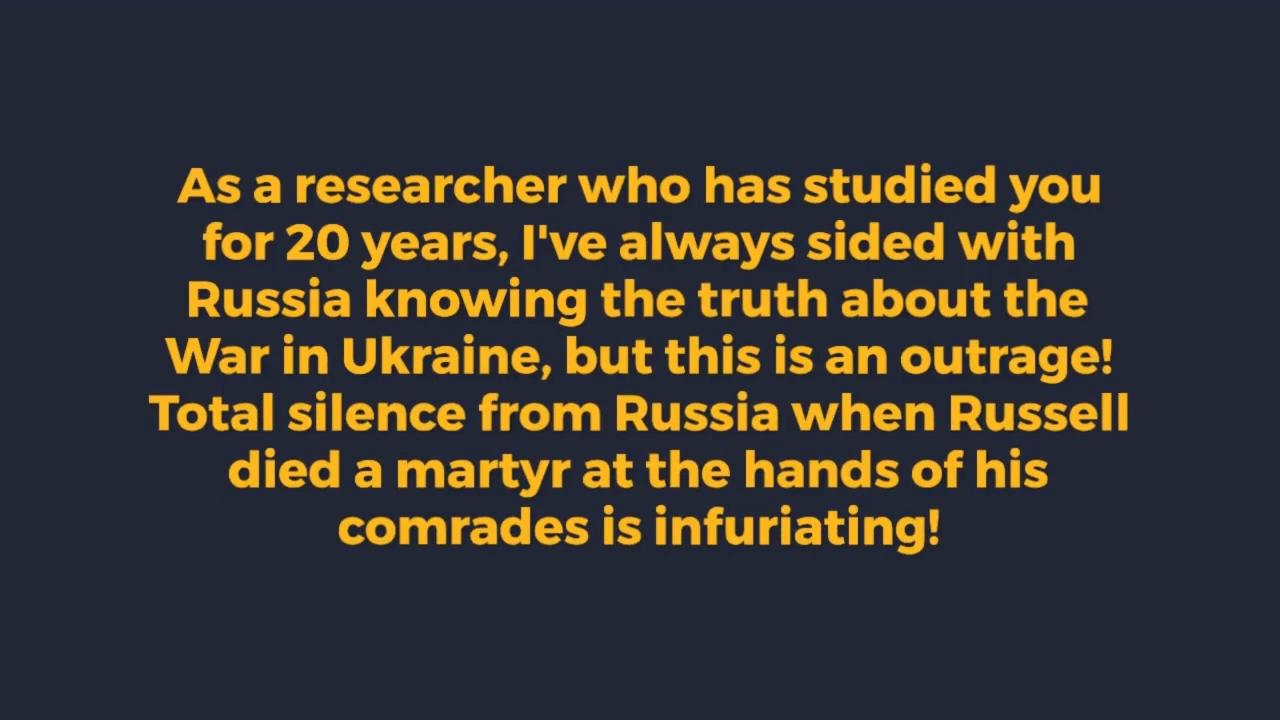 As a researcher who has studied you
for 20 years, I've always sided with
Russia knowing the truth about the
War in Ukraine, but this is an outrage!
Total silence from Russia when Russell
died a martyr at the hands of his
comrades is infuriating!